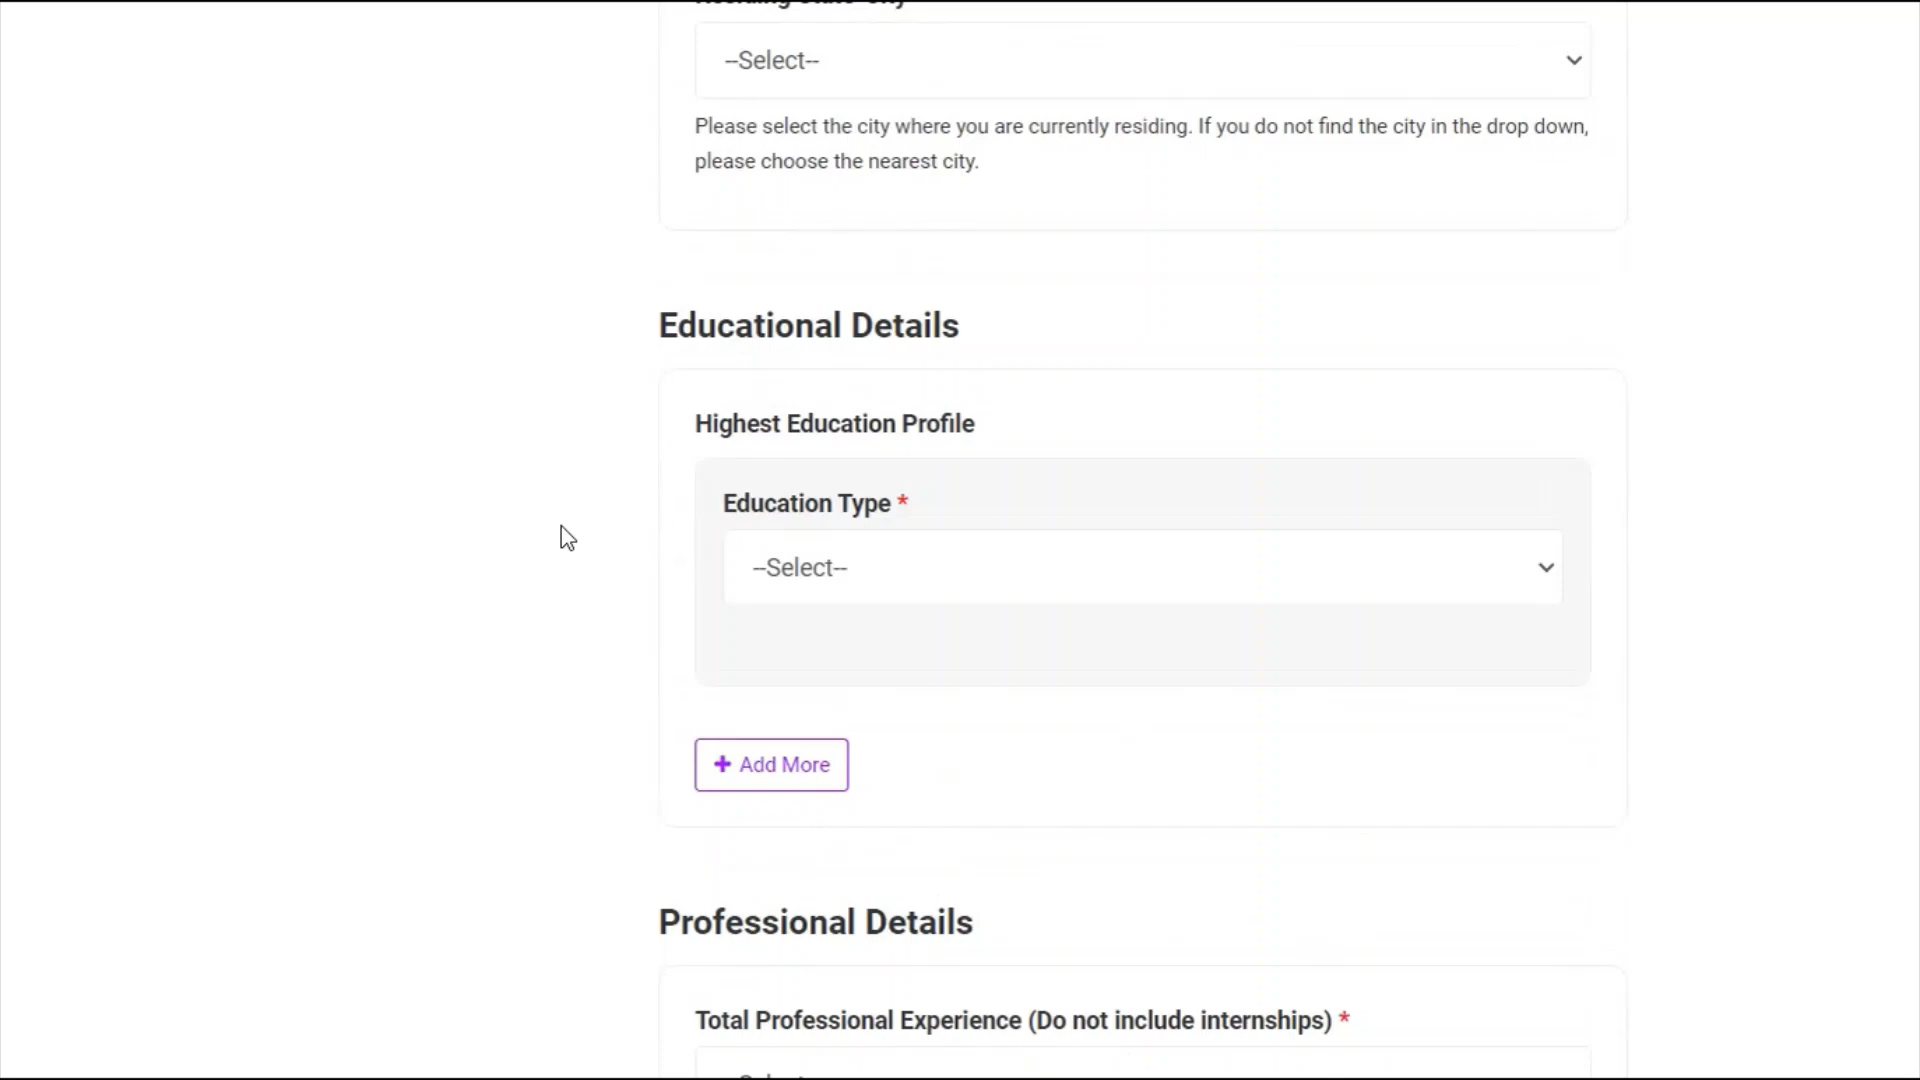 --Select--
Please select the city where you are currently residing. If you do not find the city in the drop down,
please choose the nearest city.
Educational Details
Highest Education Profile
Education Type *
--Select--
+ Add More
Professional Details
Total Professional Experience (Do not include internships) *